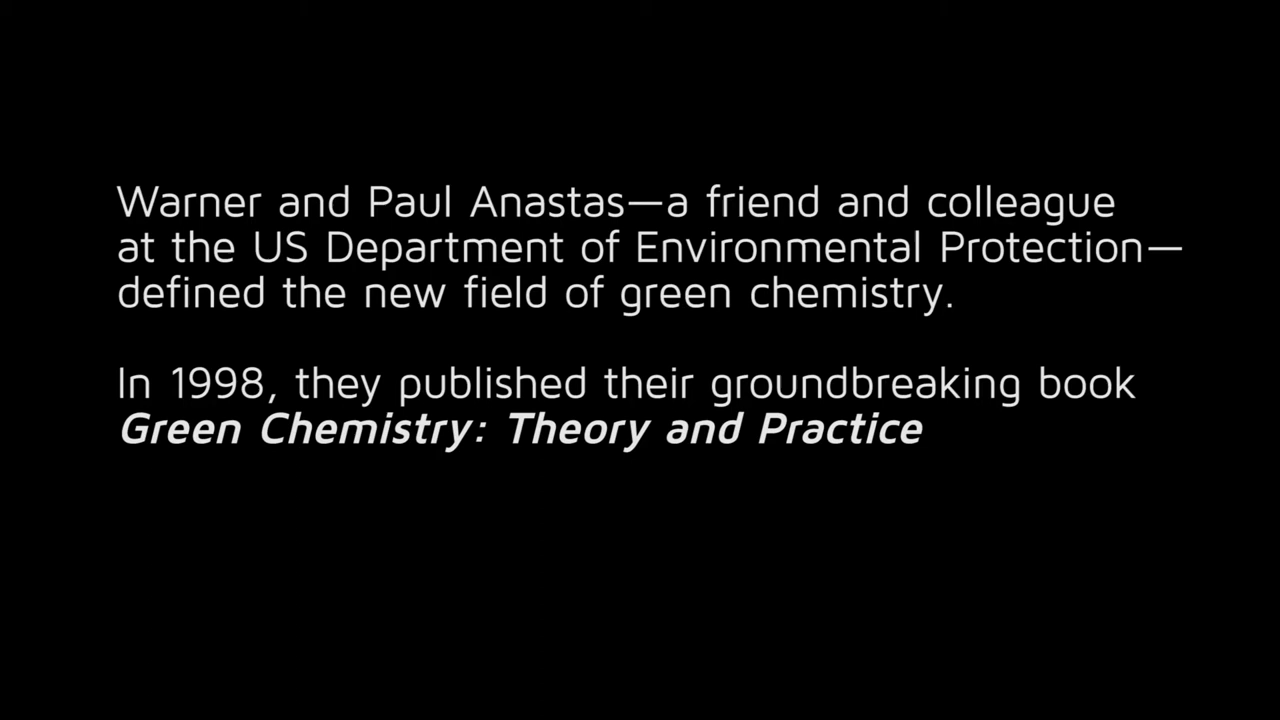 Warner and Paul Anastas—a friend and colleague
at the US Department of Environmental Protection—
defined the new field of green chemistry.
In 1998, they published their groundbreaking book
Green Chemistry: Theory and Practice